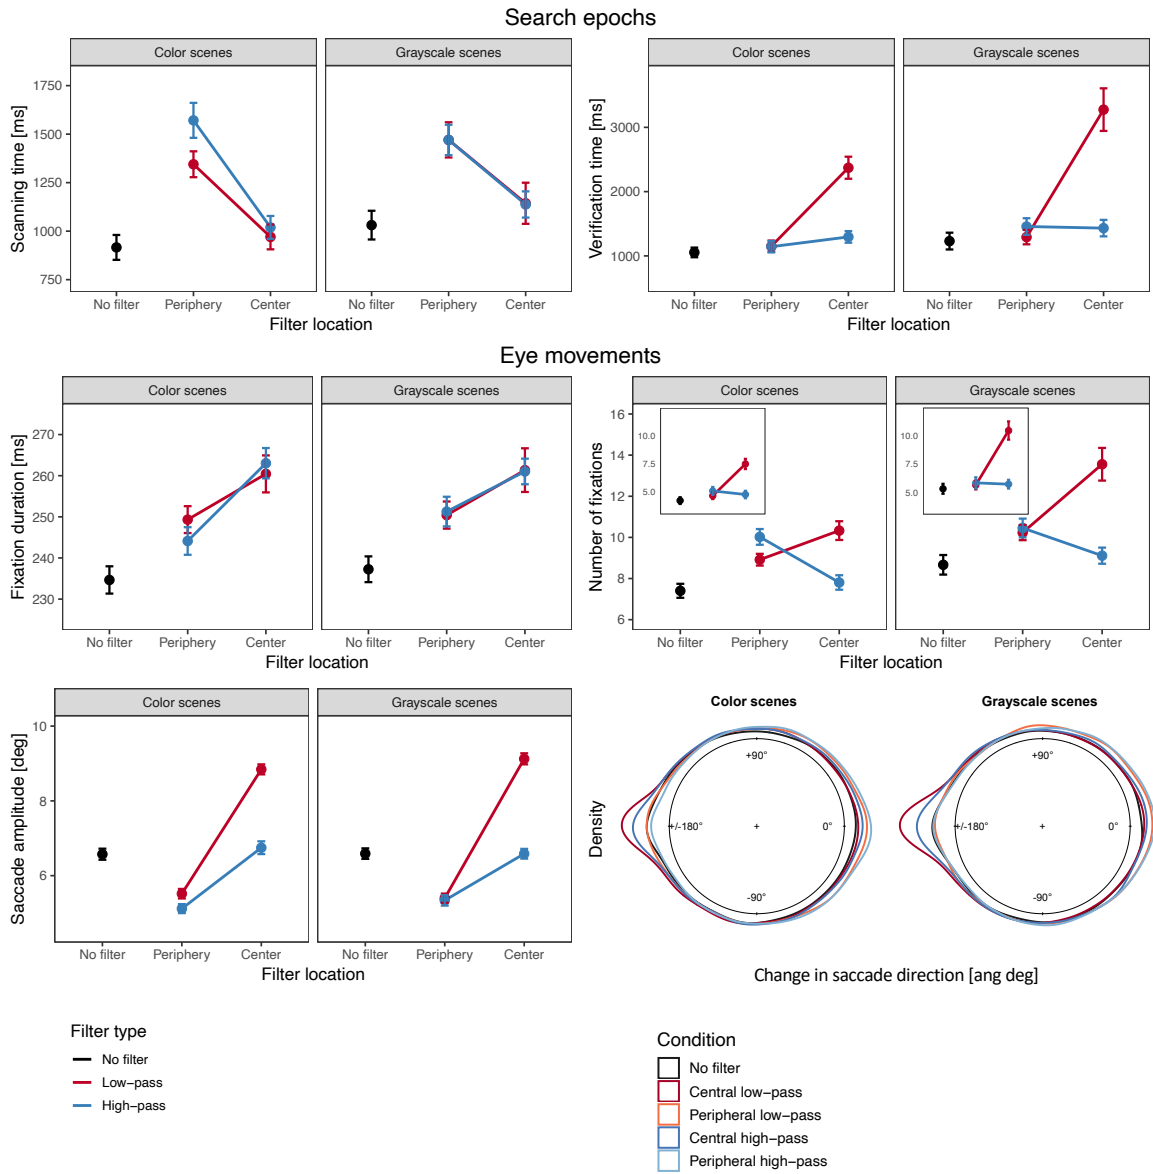 Search epochs
Color scenes
Grayscale scenes
Scanning time [ms]
1750
1500
1250
1000
750
No filter Periphery Center
No filter Periphery Center
Filter location
Color scenes
Grayscale scenes
Verification time [ms]
3000
2000
1000
No filter Periphery Center
No filter Periphery Center
Filter location
Eye movements
Color scenes
Grayscale scenes
Fixation duration [ms]
270
260
250
240
230
No filter Periphery Center
No filter Periphery Center
Filter location
Color scenes
Grayscale scenes
Number of fixations
16
14
12
10
8
6
10.0
7.5
5.0
10.0
7.5
5.0
No filter Periphery Center
No filter Periphery Center
Filter location
Color scenes
Grayscale scenes
Saccade amplitude [deg]
10
8
6
No filter Periphery Center
No filter Periphery Center
Filter location
Color scenes
Grayscale scenes
Density
+90°
+/-180° + 0°
-90°
+90°
+/-180° + 0°
-90°
Change in saccade direction [ang deg]
Filter type
No filter
Low-pass
High-pass
Condition
No filter
Central low-pass
Peripheral low-pass
Central high-pass
Peripheral high-pass